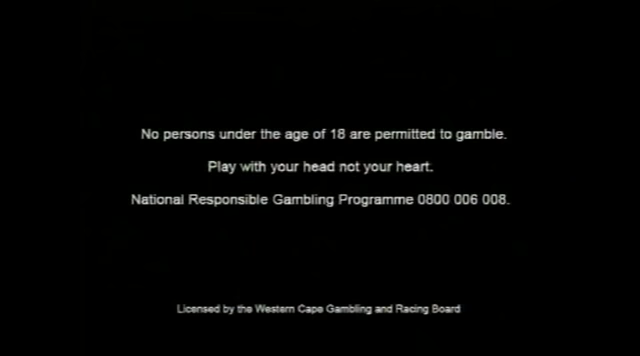 No persons under the age of 18 are permitted to gamble.
Play with your head not your heart.
National Responsible Gambling Programme 0800 006 008.
Licensed by the Western Cape Gambling and Racing Board